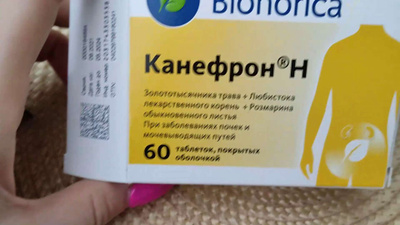 Bionorica
Канефрон®Н
Золототысячника трава + Любистока
лекарственного корень + Розмарина
обыкновенного листья
При заболеваниях почек и
мочевыводящих путей
60 таблеток, покрытых
оболочкой